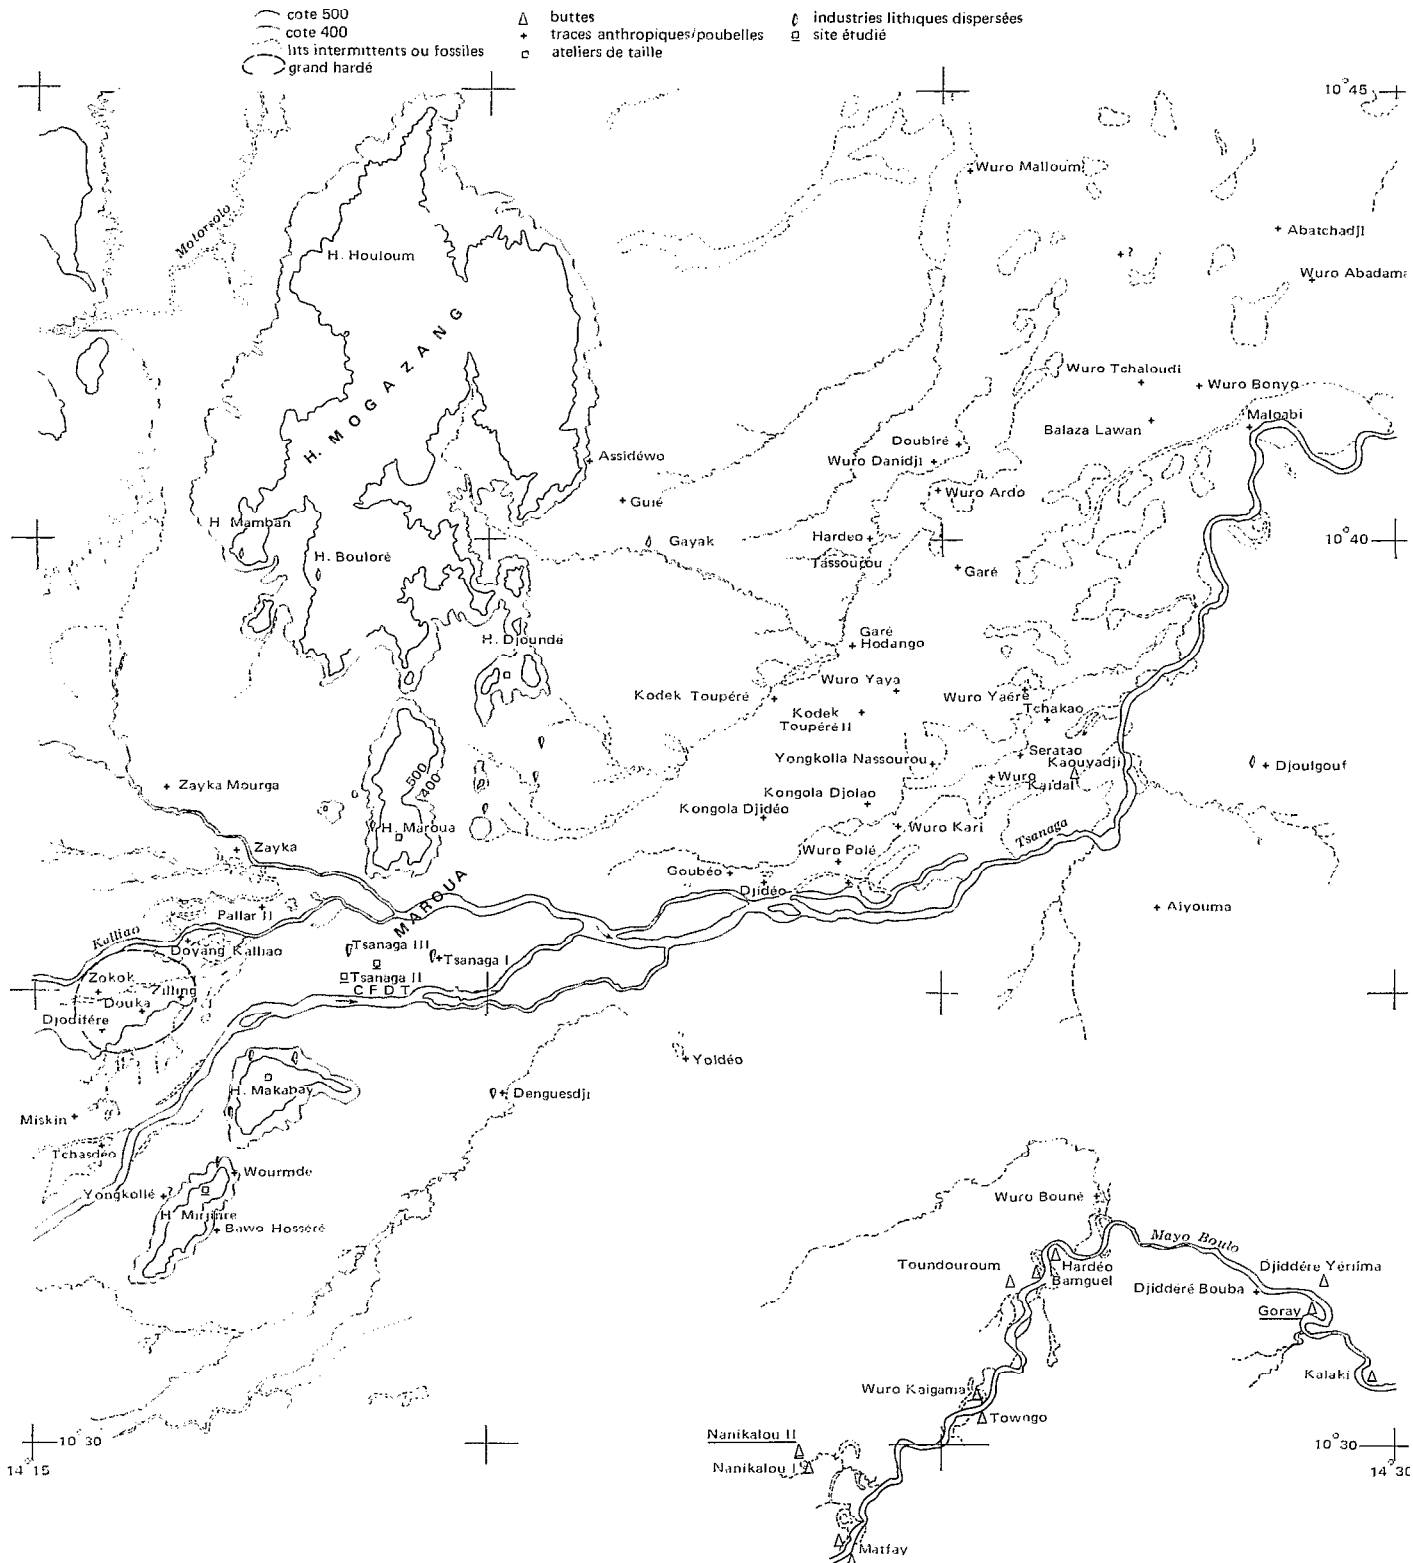 cote 500
cote 400
lits intermittents ou fossiles
grand hardé
buttes
traces anthropiques/poubelles
ateliers de taille
industries lithiques dispersées
site étudié
10°45
Wuro Malloum
Motorsolo
Abatchadji
H. Houloum
+?
Wuro Abadama
H. MOGAZANG
Wuro Tchaloudi
Wuro Bonyo
Maloabi
Balaza Lawan
Doubiré
Assidéwo
Wuro Danidji
Guié
Wuro Ardo
H Mamban
Hardeo
Gayak
10°40
H. Bouloré
Tassourou
Garé
H. Djoundé
Garé
Hodango
Wuro Yaya
Kodek Toupéré
Wuro Yaéré
Kodek
Toupéré II
Tchakao
Seratao
Yongkolla Nassourou
Kaouyadji
Djoulgouf
500
400
Zayka Mourga
Wuro
Kaidal
Kongola Djolao
Kongola Djidéo
H. Maroua
Wuro Kari
Tsanaga
Zayka
Wuro Polé
Goubéo
Djidéo
MAROUA
Pallar II
Aiyouma
Kalliao
Doyang Kalliao
Tsanaga III
Tsanaga I
Zokok
Tsanaga II
Zilling
C F D T
Douka
Djodifére
Yoldéo
H. Makabay
Denguesdji
Miskin
Tchasdéo
Wourmde
Yongkollé
?
Wuro Bouné
H Mirjinre
Bawo Hosséré
Mayo Boulo
Toundouroum
Hardéo
Bamguel
Djiddére Yériima
Djiddéré Bouba
Goray
Kalaki
Wuro Kaigama
Towngo
10°30
Nanikalou II
10°30
14°15
Nanikalou I
14°30
Matfay